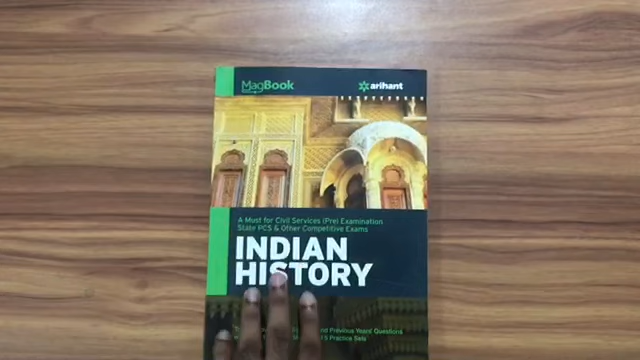 MagBook
arihant
A Must for Civil Services (Pre) Examination
State PCS & Other Competitive Exams
INDIAN
HISTORY
Previous Years' Questions
5 Practice Sets